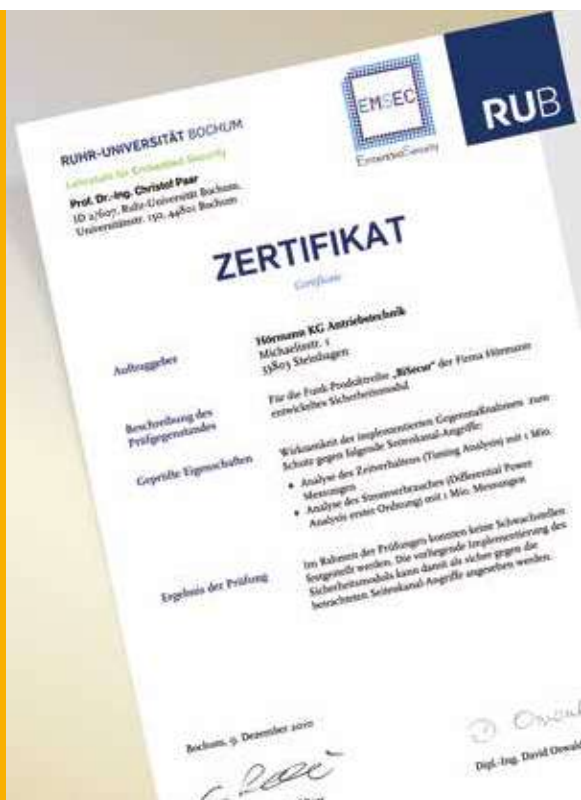 EMSEC
Embedded Security
RUB
RUHR-UNIVERSITÄT BOCHUM
Lehrstuhl für Embedded Security
Prof. Dr.-Ing. Christof Paar
ID 2/607, Ruhr-Universität Bochum,
Universitätsstr. 150, 44801 Bochum
ZERTIFIKAT
Certificate
Auftraggeber
Hörmann KG Antriebstechnik
Michaelisstr. 1
33803 Steinhagen
Beschreibung des
Prüfgegenstandes
Für die Funk-Produktreihe „BiSecur“ der Firma Hörmann
entwickeltes Sicherheitsmodul
Geprüfte Eigenschaften
Wirksamkeit der implementierten Gegenmaßnahmen zum
Schutz gegen folgende Seitenkanal-Angriffe:
• Analyse des Zeitverhaltens (Timing Analysis) mit 1 Mio.
Messungen
• Analyse des Stromverbrauches (Differential Power
Analysis erster Ordnung) mit 1 Mio. Messungen
Ergebnis der Prüfung
Im Rahmen der Prüfungen konnten keine Schwachstellen
festgestellt werden. Die vorliegende Implementierung des
Sicherheitsmoduls kann damit als sicher gegen die
betrachteten Seitenkanal-Angriffe angesehen werden.
Bochum, 9. Dezember 2010
Dipl.-Ing. David Oswald